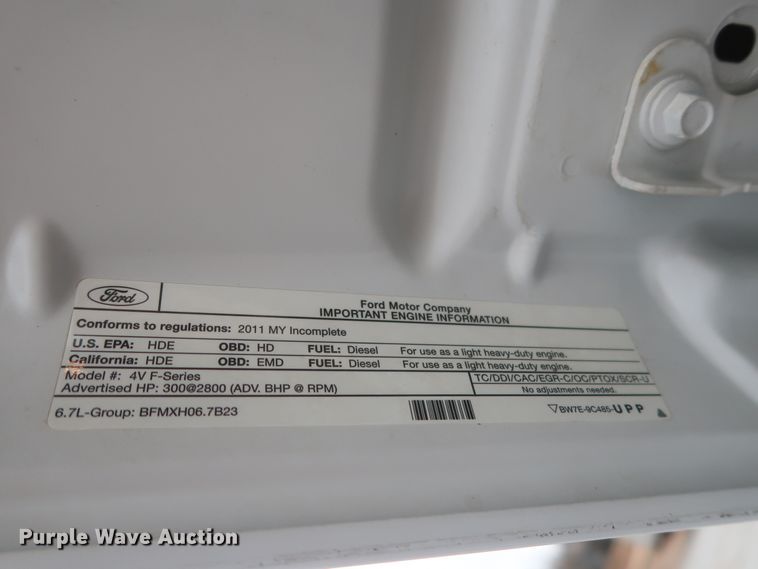 Ford
Ford Motor Company
IMPORTANT ENGINE INFORMATION
Conforms to regulations: 2011 MY Incomplete
U.S. EPA: HDE OBD: HD FUEL: Diesel For use as a light heavy-duty engine.
California: HDE OBD: EMD FUEL: Diesel For use as a light heavy-duty engine.
Model #: 4V F-Series
Advertised HP: 300@2800 (ADV. BHP @ RPM)
TC/DDI/CAC/EGR-C/OC/PTOX/SCR-U
No adjustments needed.
6.7L-Group: BFMXH06.7B23
BW7E-9C485-UPP
Purple Wave Auction